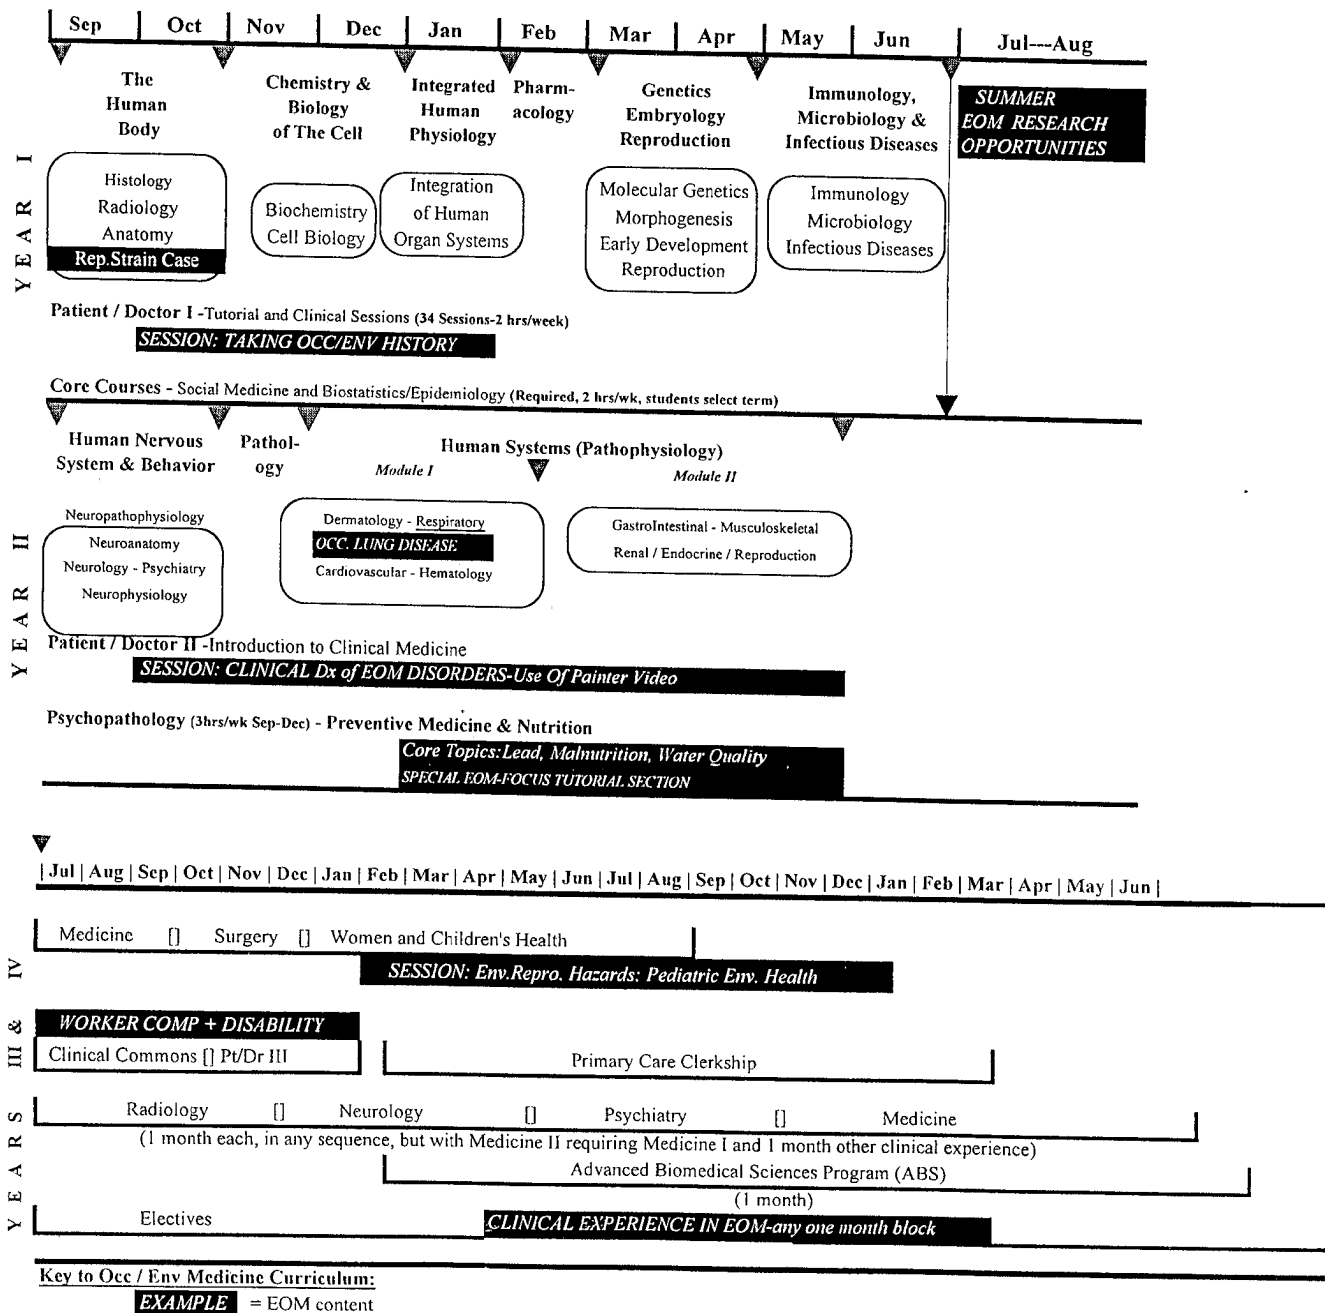 Sep | Oct | Nov | Dec | Jan | Feb | Mar | Apr | May | Jun | Jul---Aug
The
Human
Body
Chemistry &
Biology
of The Cell
Integrated
Human
Physiology
Pharm-
acology
Genetics
Embryology
Reproduction
Immunology,
Microbiology &
Infectious Diseases
SUMMER
EOM RESEARCH
OPPORTUNITIES
YEAR I
Histology
Radiology
Anatomy
Rep.Strain Case
Biochemistry
Cell Biology
Integration
of Human
Organ Systems
Molecular Genetics
Morphogenesis
Early Development
Reproduction
Immunology
Microbiology
Infectious Diseases
Patient / Doctor I -Tutorial and Clinical Sessions (34 Sessions-2 hrs/week)
SESSION: TAKING OCC/ENV HISTORY
Core Courses - Social Medicine and Biostatistics/Epidemiology (Required, 2 hrs/wk, students select term)
YEAR II
Human Nervous
System & Behavior
Pathol-
ogy
Human Systems (Pathophysiology)
Module I
Module II
Neuropathophysiology
Neuroanatomy
Neurology - Psychiatry
Neurophysiology
Dermatology - Respiratory
OCC. LUNG DISEASE
Cardiovascular - Hematology
GastroIntestinal - Musculoskeletal
Renal / Endocrine / Reproduction
Patient / Doctor II -Introduction to Clinical Medicine
SESSION: CLINICAL Dx of EOM DISORDERS-Use Of Painter Video
Psychopathology (3hrs/wk Sep-Dec) - Preventive Medicine & Nutrition
Core Topics:Lead, Malnutrition, Water Quality
SPECIAL EOM-FOCUS TUTORIAL SECTION
| Jul | Aug | Sep | Oct | Nov | Dec | Jan | Feb | Mar | Apr | May | Jun | Jul | Aug | Sep | Oct | Nov | Dec | Jan | Feb | Mar | Apr | May | Jun |
YEARS III & IV
Medicine [] Surgery [] Women and Children's Health
SESSION: Env.Repro. Hazards: Pediatric Env. Health
WORKER COMP + DISABILITY
Clinical Commons [] Pt/Dr III
Primary Care Clerkship
Radiology [] Neurology [] Psychiatry [] Medicine
(1 month each, in any sequence, but with Medicine II requiring Medicine I and 1 month other clinical experience)
Advanced Biomedical Sciences Program (ABS)
(1 month)
Electives
CLINICAL EXPERIENCE IN EOM-any one month block
Key to Occ / Env Medicine Curriculum:
EXAMPLE = EOM content